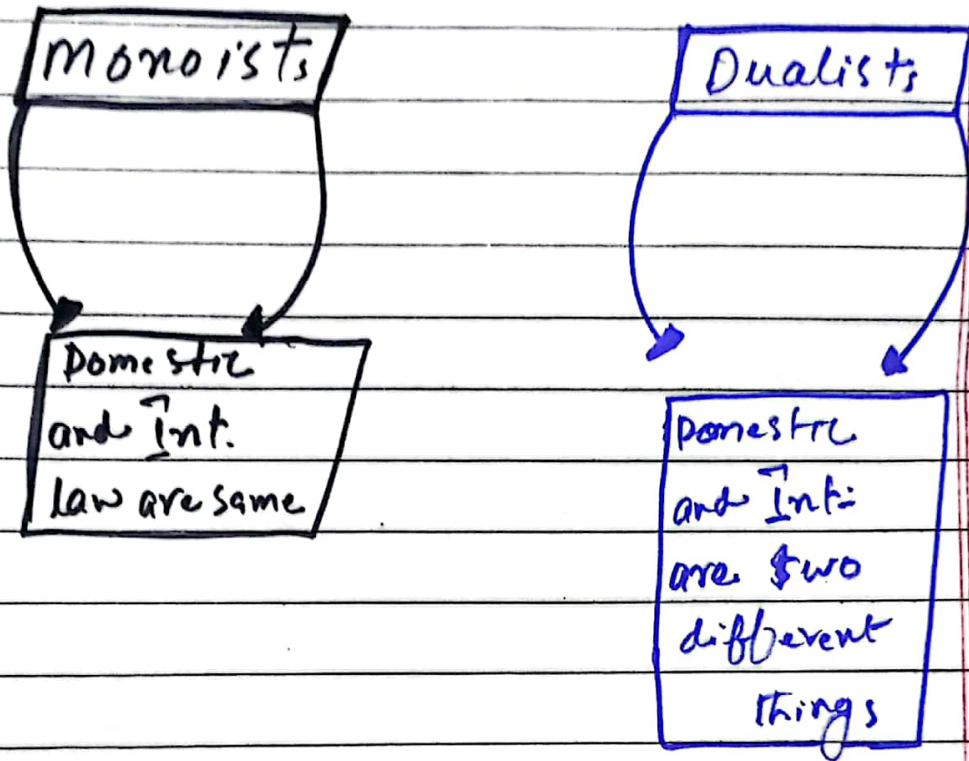 Monoists
Domestic
and Int.
law are same
Dualists
Domestic
and Int:
are two
different
things